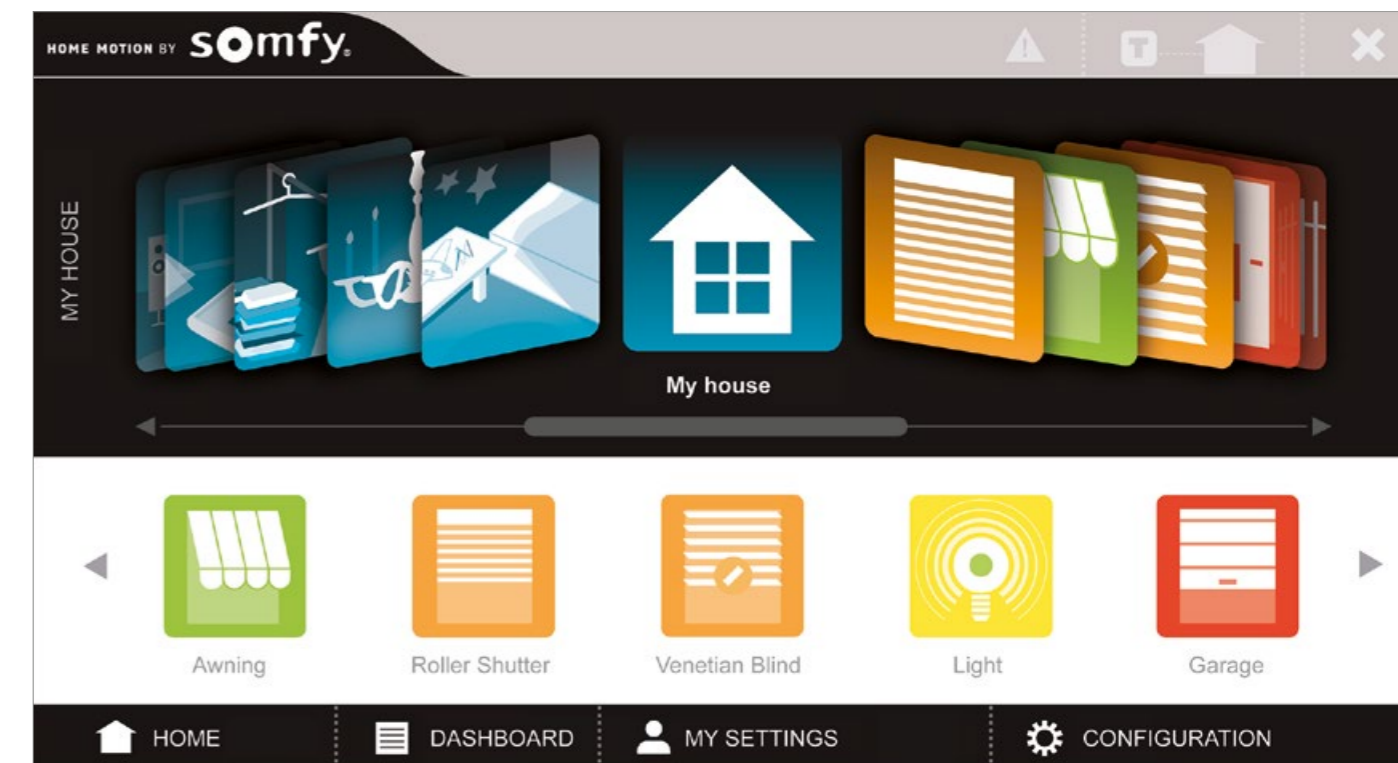 HOME MOTION BY somfy.
T
MY HOUSE
My house
Awning
Roller Shutter
Venetian Blind
Light
Garage
HOME
DASHBOARD
MY SETTINGS
CONFIGURATION